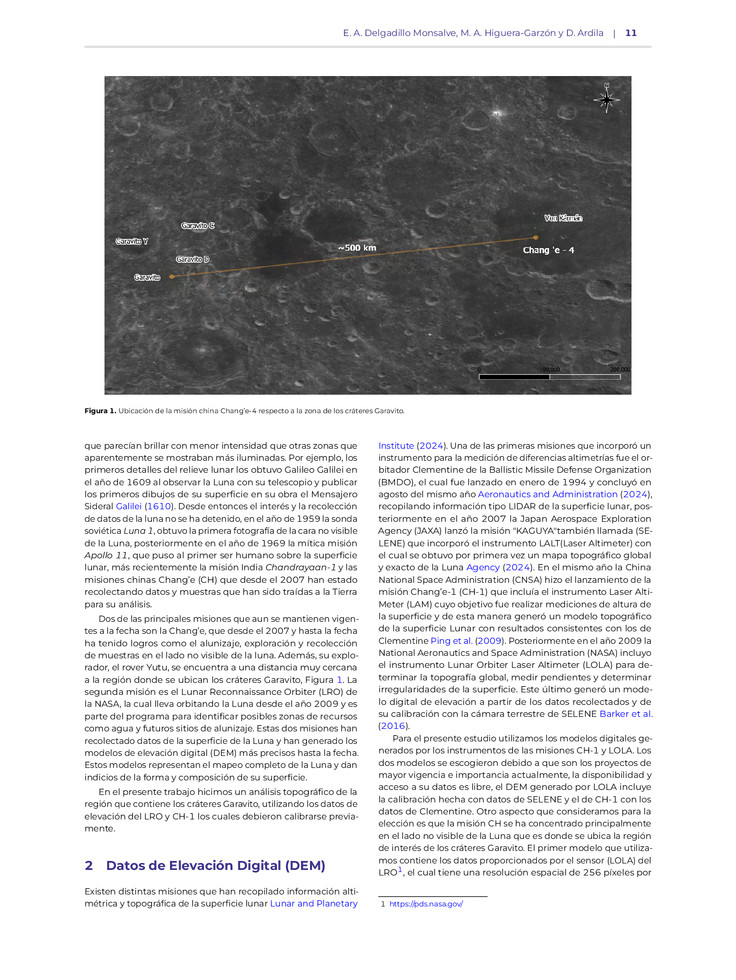 E. A. Delgadillo Monsalve, M. A. Higuera-Garzón y D. Ardila | 11
N
Von Kármán
Garavito C
Garavito Y
~500 km
Chang 'e - 4
Garavito D
Garavito
Figura 1. Ubicación de la misión china Chang'e-4 respecto a la zona de los cráteres Garavito.
que parecían brillar con menor intensidad que otras zonas que
aparentemente se mostraban más iluminadas. Por ejemplo, los
primeros detalles del relieve lunar los obtuvo Galileo Galilei en
el año de 1609 al observar la Luna con su telescopio y publicar
los primeros dibujos de su superficie en su obra el Mensajero
Sideral Galilei (1610). Desde entonces el interés y la recolección
de datos de la luna no se ha detenido, en el año de 1959 la sonda
soviética Luna 1, obtuvo la primera fotografía de la cara no visible
de la Luna, posteriormente en el año de 1969 la mítica misión
Apollo 11, que puso al primer ser humano sobre la superficie
lunar, más recientemente la misión India Chandrayaan-1 y las
misiones chinas Chang'e (CH) que desde el 2007 han estado
recolectando datos y muestras que han sido traídas a la Tierra
para su análisis.
Dos de las principales misiones que aun se mantienen vigen-
tes a la fecha son la Chang'e, que desde el 2007 y hasta la fecha
ha tenido logros como el alunizaje, exploración y recolección
de muestras en el lado no visible de la luna. Además, su explo-
rador, el rover Yutu, se encuentra a una distancia muy cercana
a la región donde se ubican los cráteres Garavito, Figura 1. La
segunda misión es el Lunar Reconnaissance Orbiter (LRO) de
la NASA, la cual lleva orbitando la Luna desde el año 2009 y es
parte del programa para identificar posibles zonas de recursos
como agua y futuros sitios de alunizaje. Estas dos misiones han
recolectado datos de la superficie de la Luna y han generado los
modelos de elevación digital (DEM) más precisos hasta la fecha.
Estos modelos representan el mapeo completo de la Luna y dan
indicios de la forma y composición de su superficie.
En el presente trabajo hicimos un análisis topográfico de la
región que contiene los cráteres Garavito, utilizando los datos de
elevación del LRO y CH-1 los cuales debieron calibrarse previa-
mente.
2 Datos de Elevación Digital (DEM)
Existen distintas misiones que han recopilado información alti-
métrica y topográfica de la superficie lunar Lunar and Planetary
Institute (2024). Una de las primeras misiones que incorporó un
instrumento para la medición de diferencias altimetrías fue el or-
bitador Clementine de la Ballistic Missile Defense Organization
(BMDO), el cual fue lanzado en enero de 1994 y concluyó en
agosto del mismo año Aeronautics and Administration (2024),
recopilando información tipo LIDAR de la superficie lunar, pos-
teriormente en el año 2007 la Japan Aerospace Exploration
Agency (JAXA) lanzó la misión "KAGUYA"también llamada (SE-
LENE) que incorporó el instrumento LALT(Laser Altimeter) con
el cual se obtuvo por primera vez un mapa topográfico global
y exacto de la Luna Agency (2024). En el mismo año la China
National Space Administration (CNSA) hizo el lanzamiento de la
misión Chang'e-1 (CH-1) que incluía el instrumento Laser Alti-
Meter (LAM) cuyo objetivo fue realizar mediciones de altura de
la superficie y de esta manera generó un modelo topográfico
de la superficie Lunar con resultados consistentes con los de
Clementine Ping et al. (2009). Posteriormente en el año 2009 la
National Aeronautics and Space Administration (NASA) incluyo
el instrumento Lunar Orbiter Laser Altimeter (LOLA) para de-
terminar la topografía global, medir pendientes y determinar
irregularidades de la superficie. Este último generó un mode-
lo digital de elevación a partir de los datos recolectados y de
su calibración con la cámara terrestre de SELENE Barker et al.
(2016).
Para el presente estudio utilizamos los modelos digitales ge-
nerados por los instrumentos de las misiones CH-1 y LOLA. Los
dos modelos se escogieron debido a que son los proyectos de
mayor vigencia e importancia actualmente, la disponibilidad y
acceso a su datos es libre, el DEM generado por LOLA incluye
la calibración hecha con datos de SELENE y el de CH-1 con los
datos de Clementine. Otro aspecto que consideramos para la
elección es que la misión CH se ha concentrado principalmente
en el lado no visible de la Luna que es donde se ubica la región
de interés de los cráteres Garavito. El primer modelo que utiliza-
mos contiene los datos proporcionados por el sensor (LOLA) del
LRO1, el cual tiene una resolución espacial de 256 píxeles por
1 https://pds.nasa.gov/